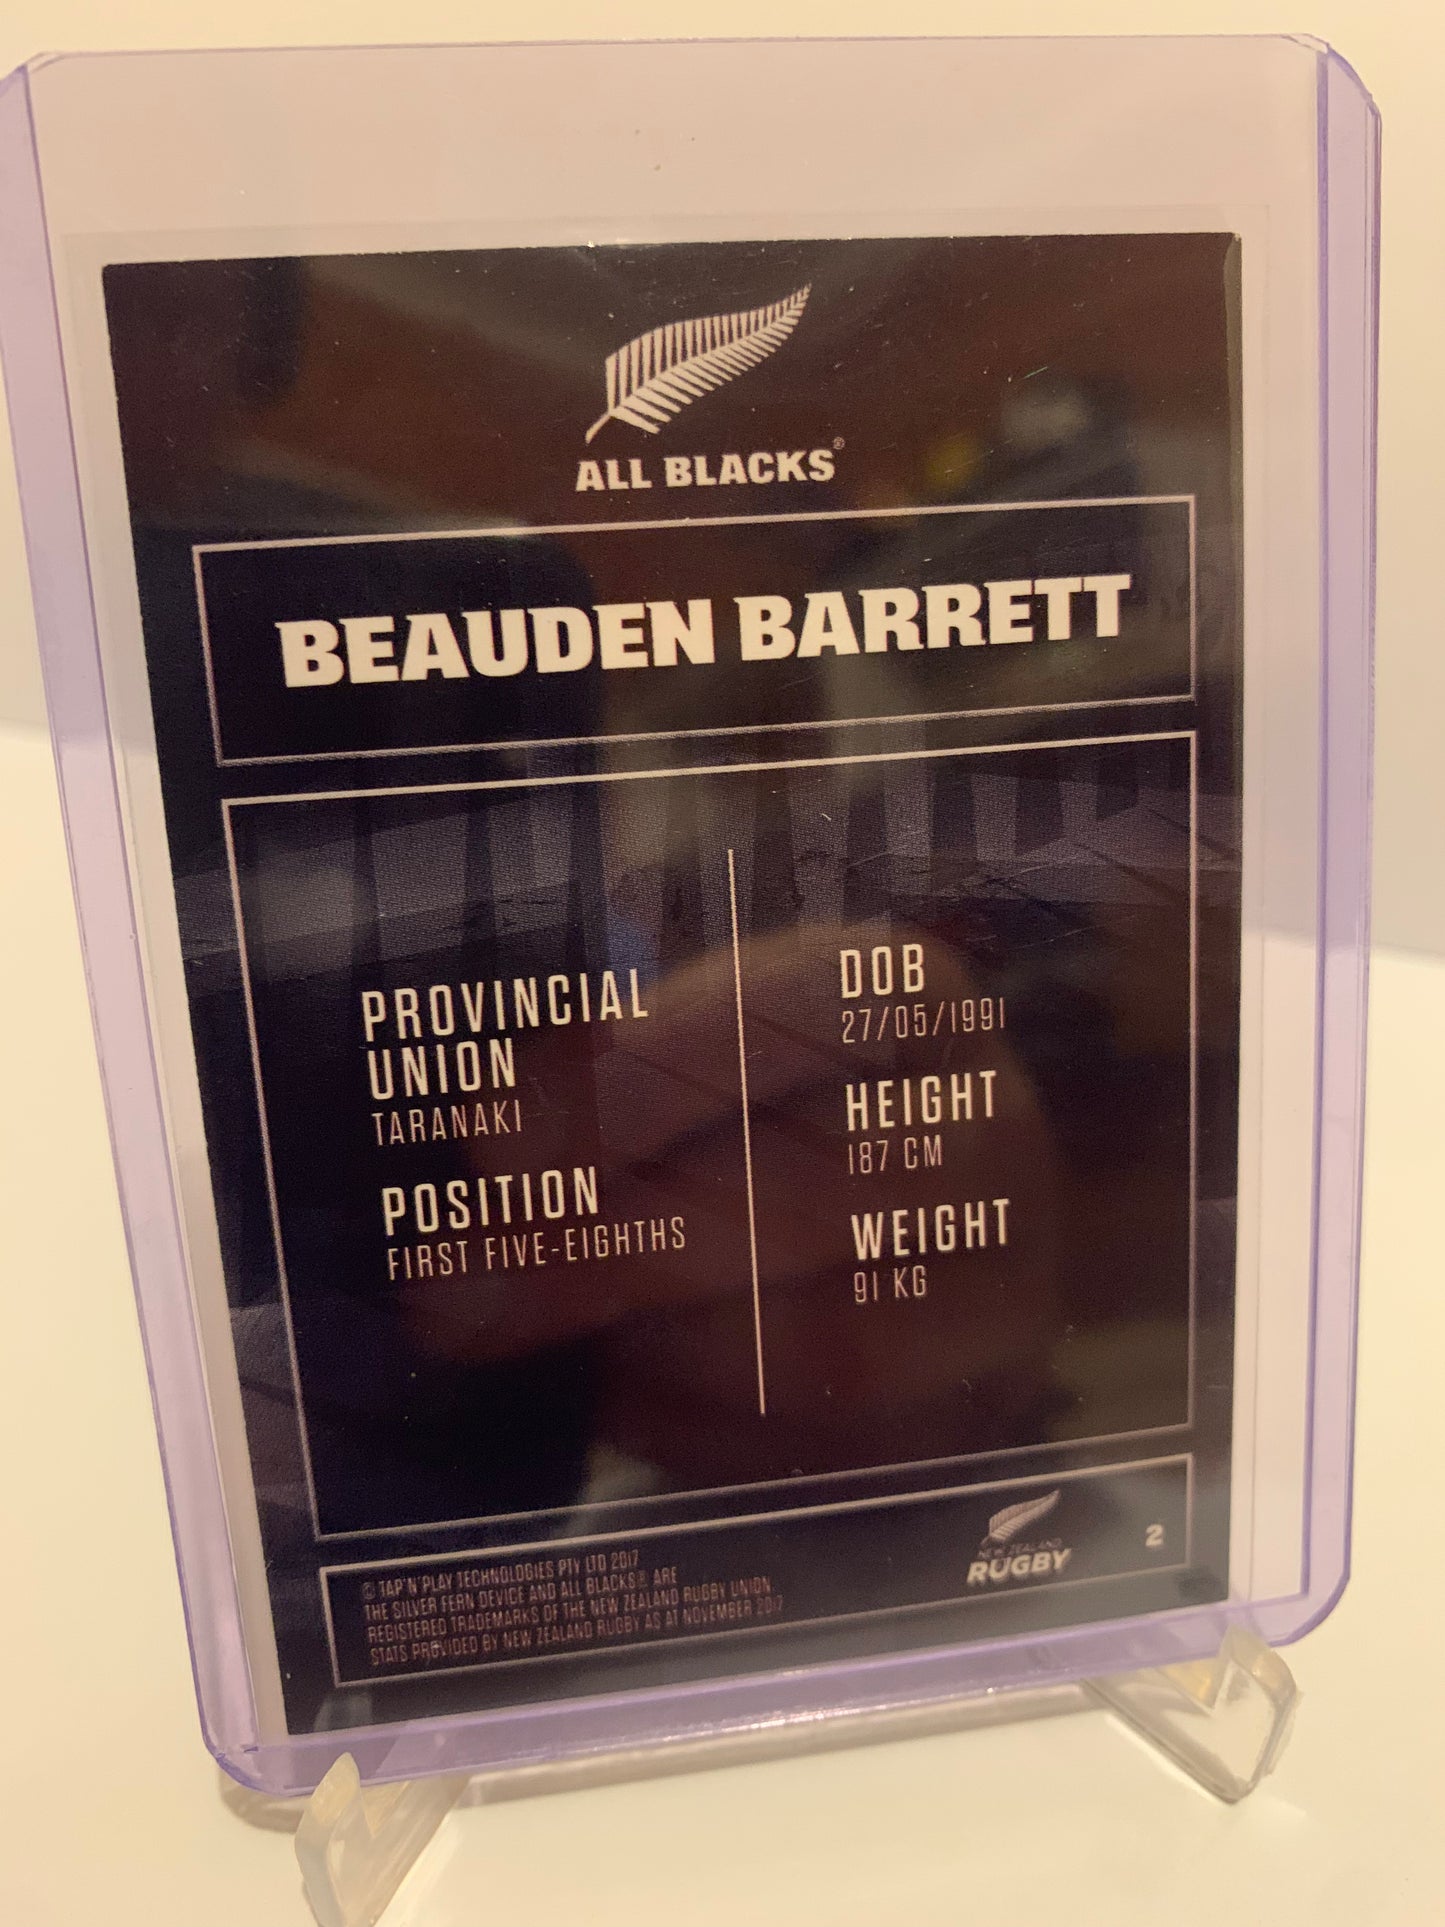 ALL BLACKS®
BEAUDEN BARRETT
PROVINCIAL
UNION
TARANAKI
POSITION
FIRST FIVE-EIGHTHS
DOB
27/05/1991
HEIGHT
187 CM
WEIGHT
91 KG
© TAP'N'PLAY TECHNOLOGIES PTY LTD 2017
THE SILVER FERN DEVICE AND ALL BLACKS® ARE
REGISTERED TRADEMARKS OF THE NEW ZEALAND RUGBY UNION
STATS PROVIDED BY NEW ZEALAND RUGBY AS AT NOVEMBER 2017
NEW ZEALAND
RUGBY
2